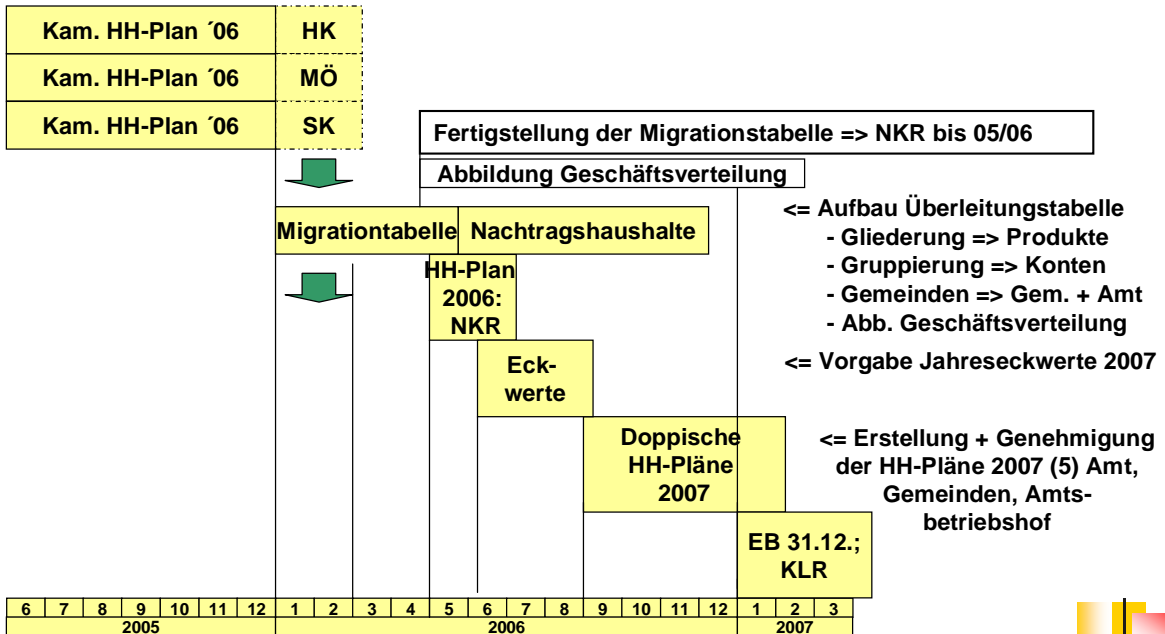 Kam. HH-Plan ´06 HK
Kam. HH-Plan ´06 MÖ
Kam. HH-Plan ´06 SK
Fertigstellung der Migrationstabelle => NKR bis 05/06
Abbildung Geschäftsverteilung
Migrationtabelle Nachtragshaushalte
<= Aufbau Überleitungstabelle
- Gliederung => Produkte
- Gruppierung => Konten
- Gemeinden => Gem. + Amt
- Abb. Geschäftsverteilung
HH-Plan
2006:
NKR
Eck-
werte
<= Vorgabe Jahreseckwerte 2007
Doppische
HH-Pläne
2007
<= Erstellung + Genehmigung
der HH-Pläne 2007 (5) Amt,
Gemeinden, Amts-
betriebshof
EB 31.12.;
KLR
6 7 8 9 10 11 12 1 2 3 4 5 6 7 8 9 10 11 12 1 2 3
2005 2006 2007